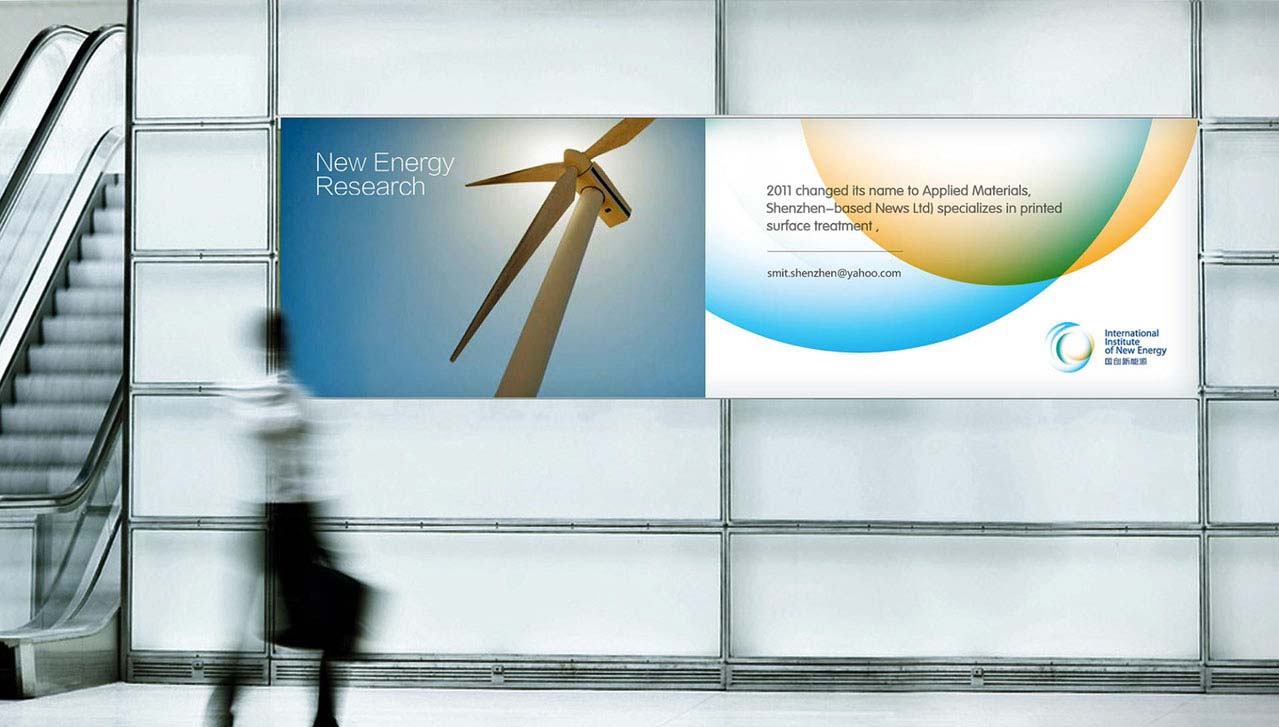 New Energy
Research
2011 changed its name to Applied Materials,
Shenzhen-based News Ltd) specializes in printed
surface treatment ,
smit.shenzhen@yahoo.com
International
Institute
of New Energy
国创新能源